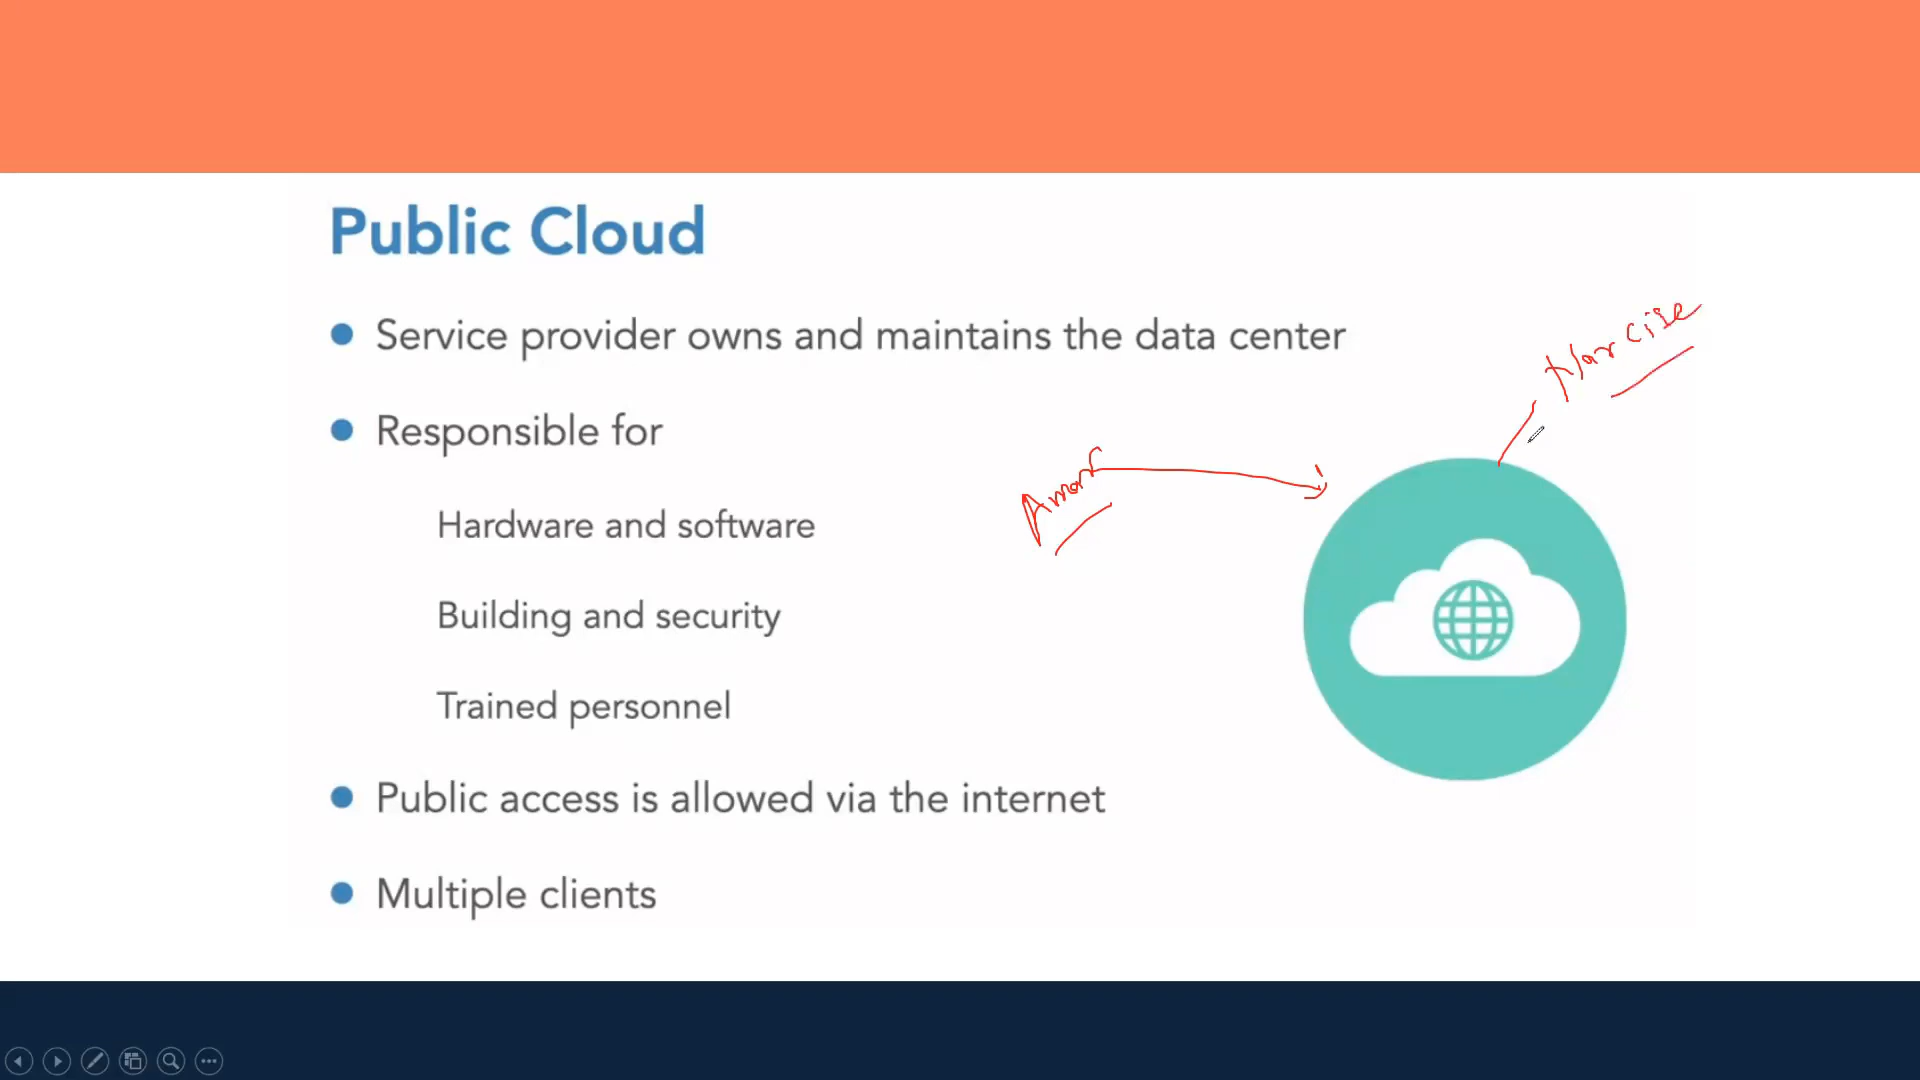 Public Cloud
Service provider owns and maintains the data center
Narcise
Responsible for
Hardware and software
Building and security
Trained personnel
Public access is allowed via the internet
Multiple clients